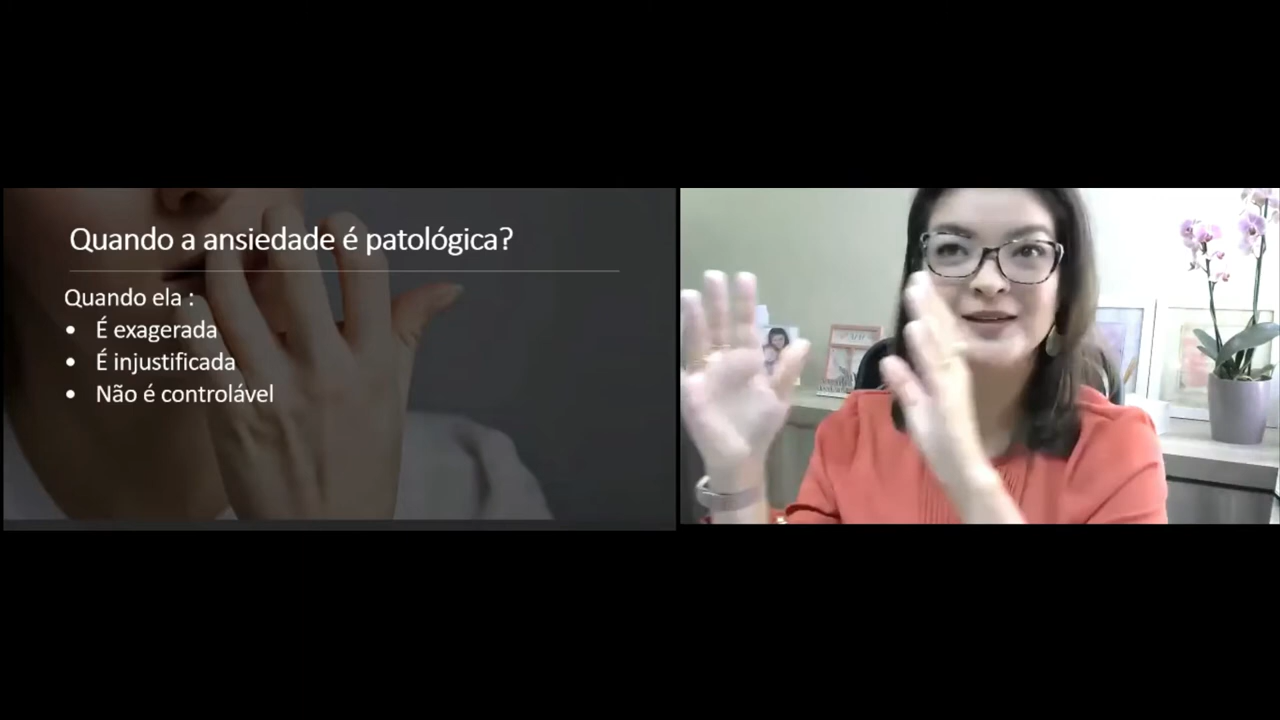 Quando a ansiedade é patológica?
Quando ela :
• É exagerada
• É injustificada
• Não é controlável